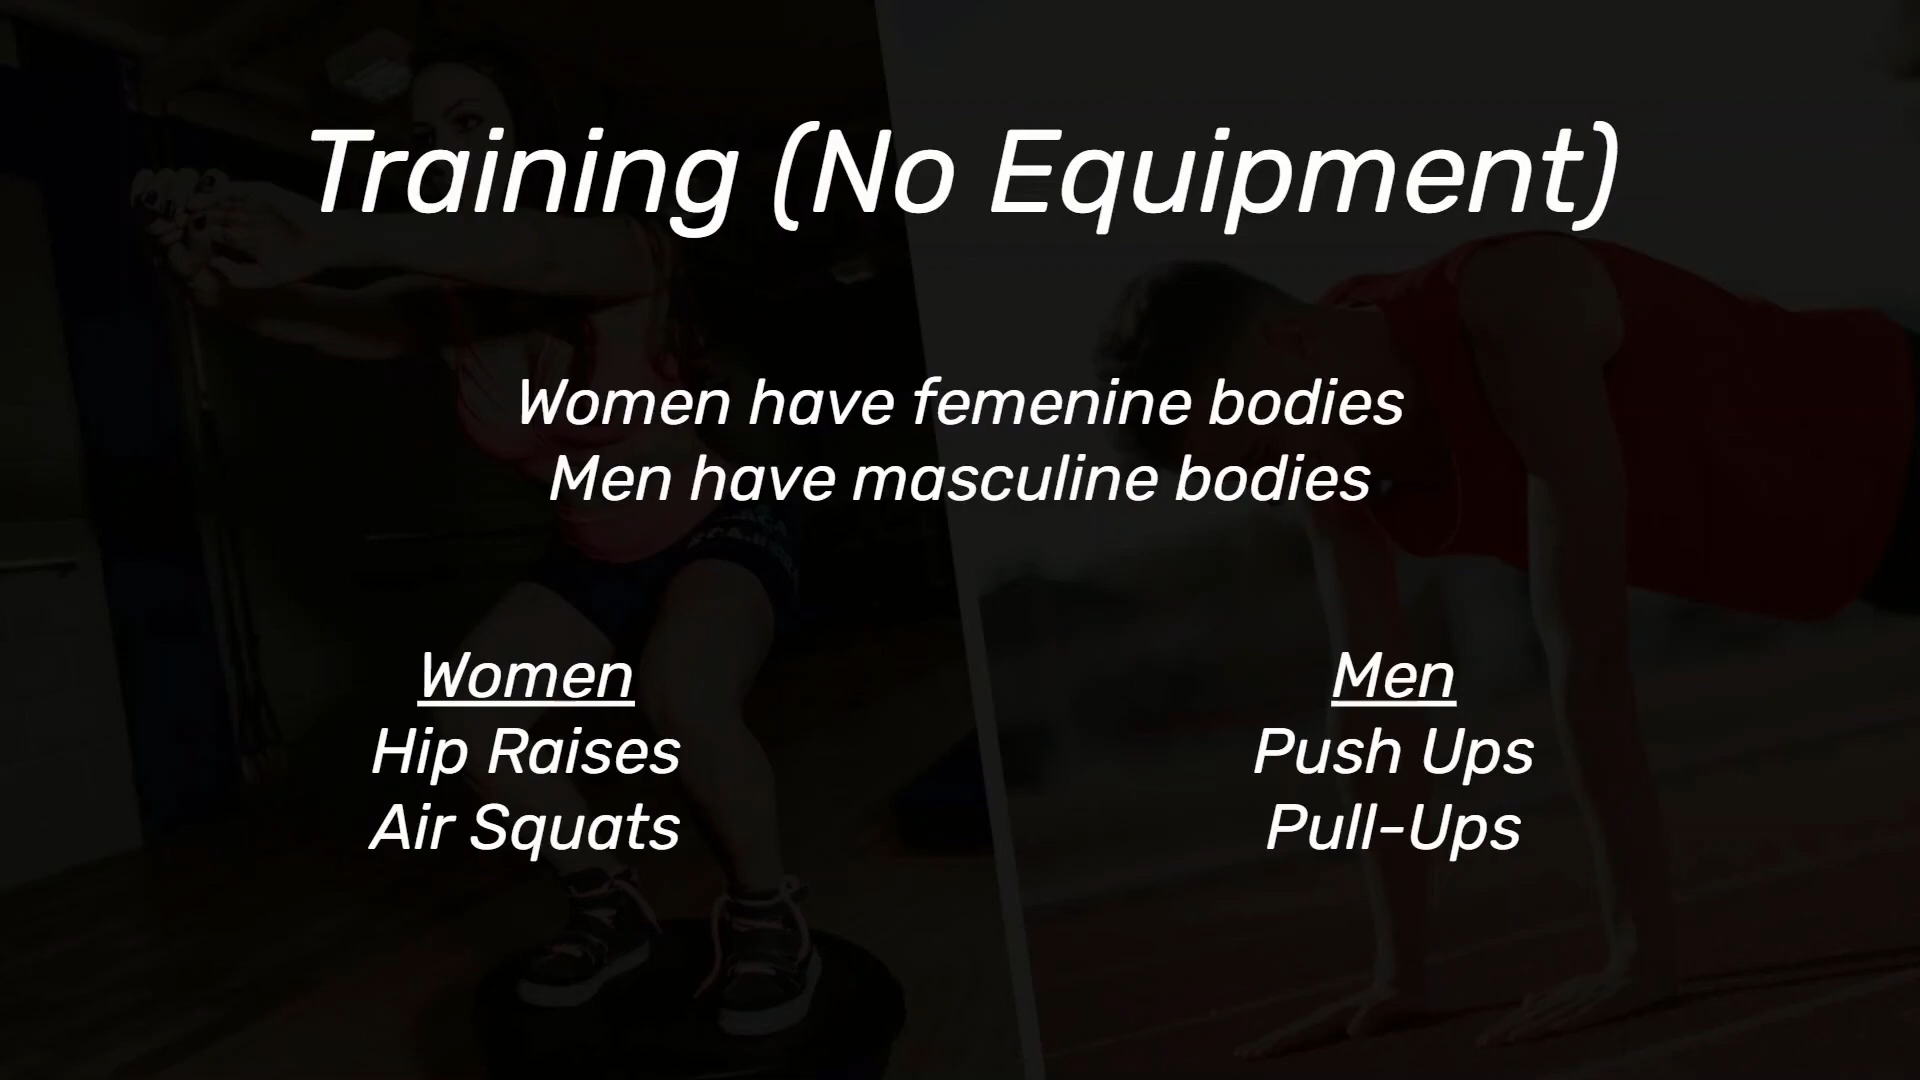 Training (No Equipment)
Women have femenine bodies
Men have masculine bodies
Women
Hip Raises
Air Squats
Men
Push Ups
Pull-Ups